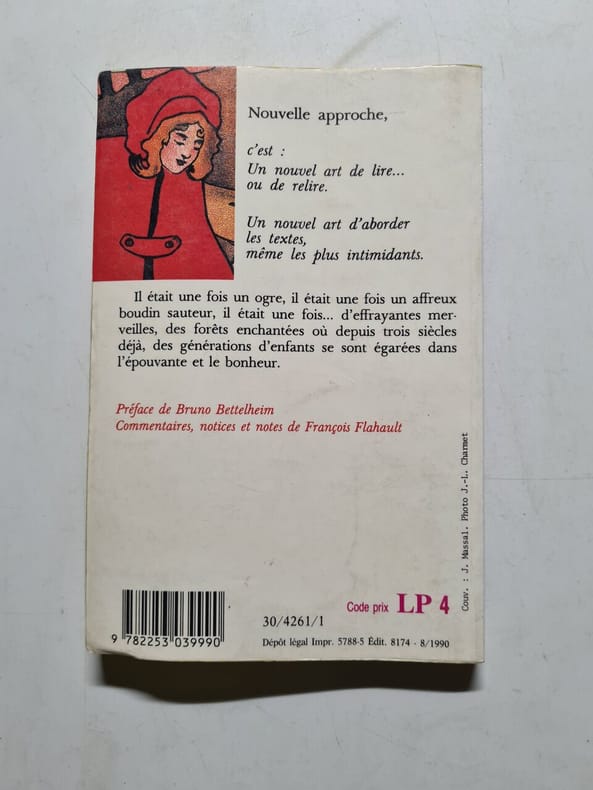 Nouvelle approche,
c'est :
Un nouvel art de lire...
ou de relire.
Un nouvel art d'aborder
les textes,
même les plus intimidants.
Il était une fois un ogre, il était une fois un affreux
boudin sauteur, il était une fois... d'effrayantes mer-
veilles, des forêts enchantées où depuis trois siècles
déjà, des générations d'enfants se sont égarées dans
l'épouvante et le bonheur.
Préface de Bruno Bettelheim
Commentaires, notices et notes de François Flahault
Couv. : J. Massal. Photo J.-L. Charmet
9 782253 039990
30/4261/1
Code prix LP 4
Dépôt légal Impr. 5788-5 Édit. 8174 - 8/1990